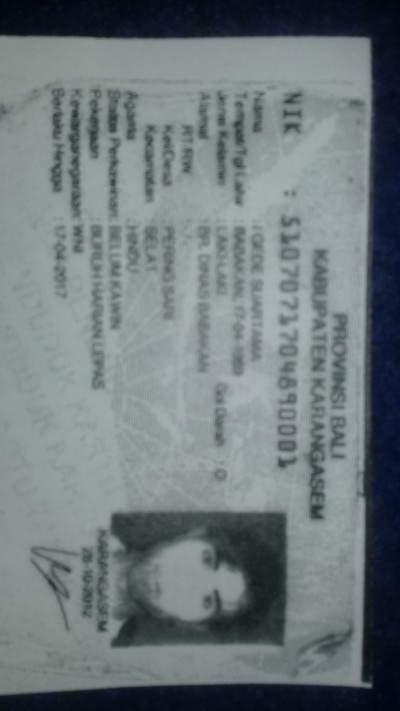 PROVINSI BALI
KABUPATEN KARANGASEM
NIK : 5107071704890001
Nama : I GEDE SUARTAMA
Tempat/Tgl Lahir : BABAKAN, 17-04-1989
Jenis Kelamin : LAKI-LAKI Gol Darah : O
Alamat : BR. DINAS BABAKAN
RT/RW
Kel/Desa : PERING SARI
Kecamatan : SELAT
Agama : HINDU
Status Perkawinan: BELUM KAWIN
Pekerjaan : BURUH HARIAN LEPAS
Kewarganegaraan: WNI
Berlaku Hingga : 17-04-2017
KARANGASEM
28-10-2012